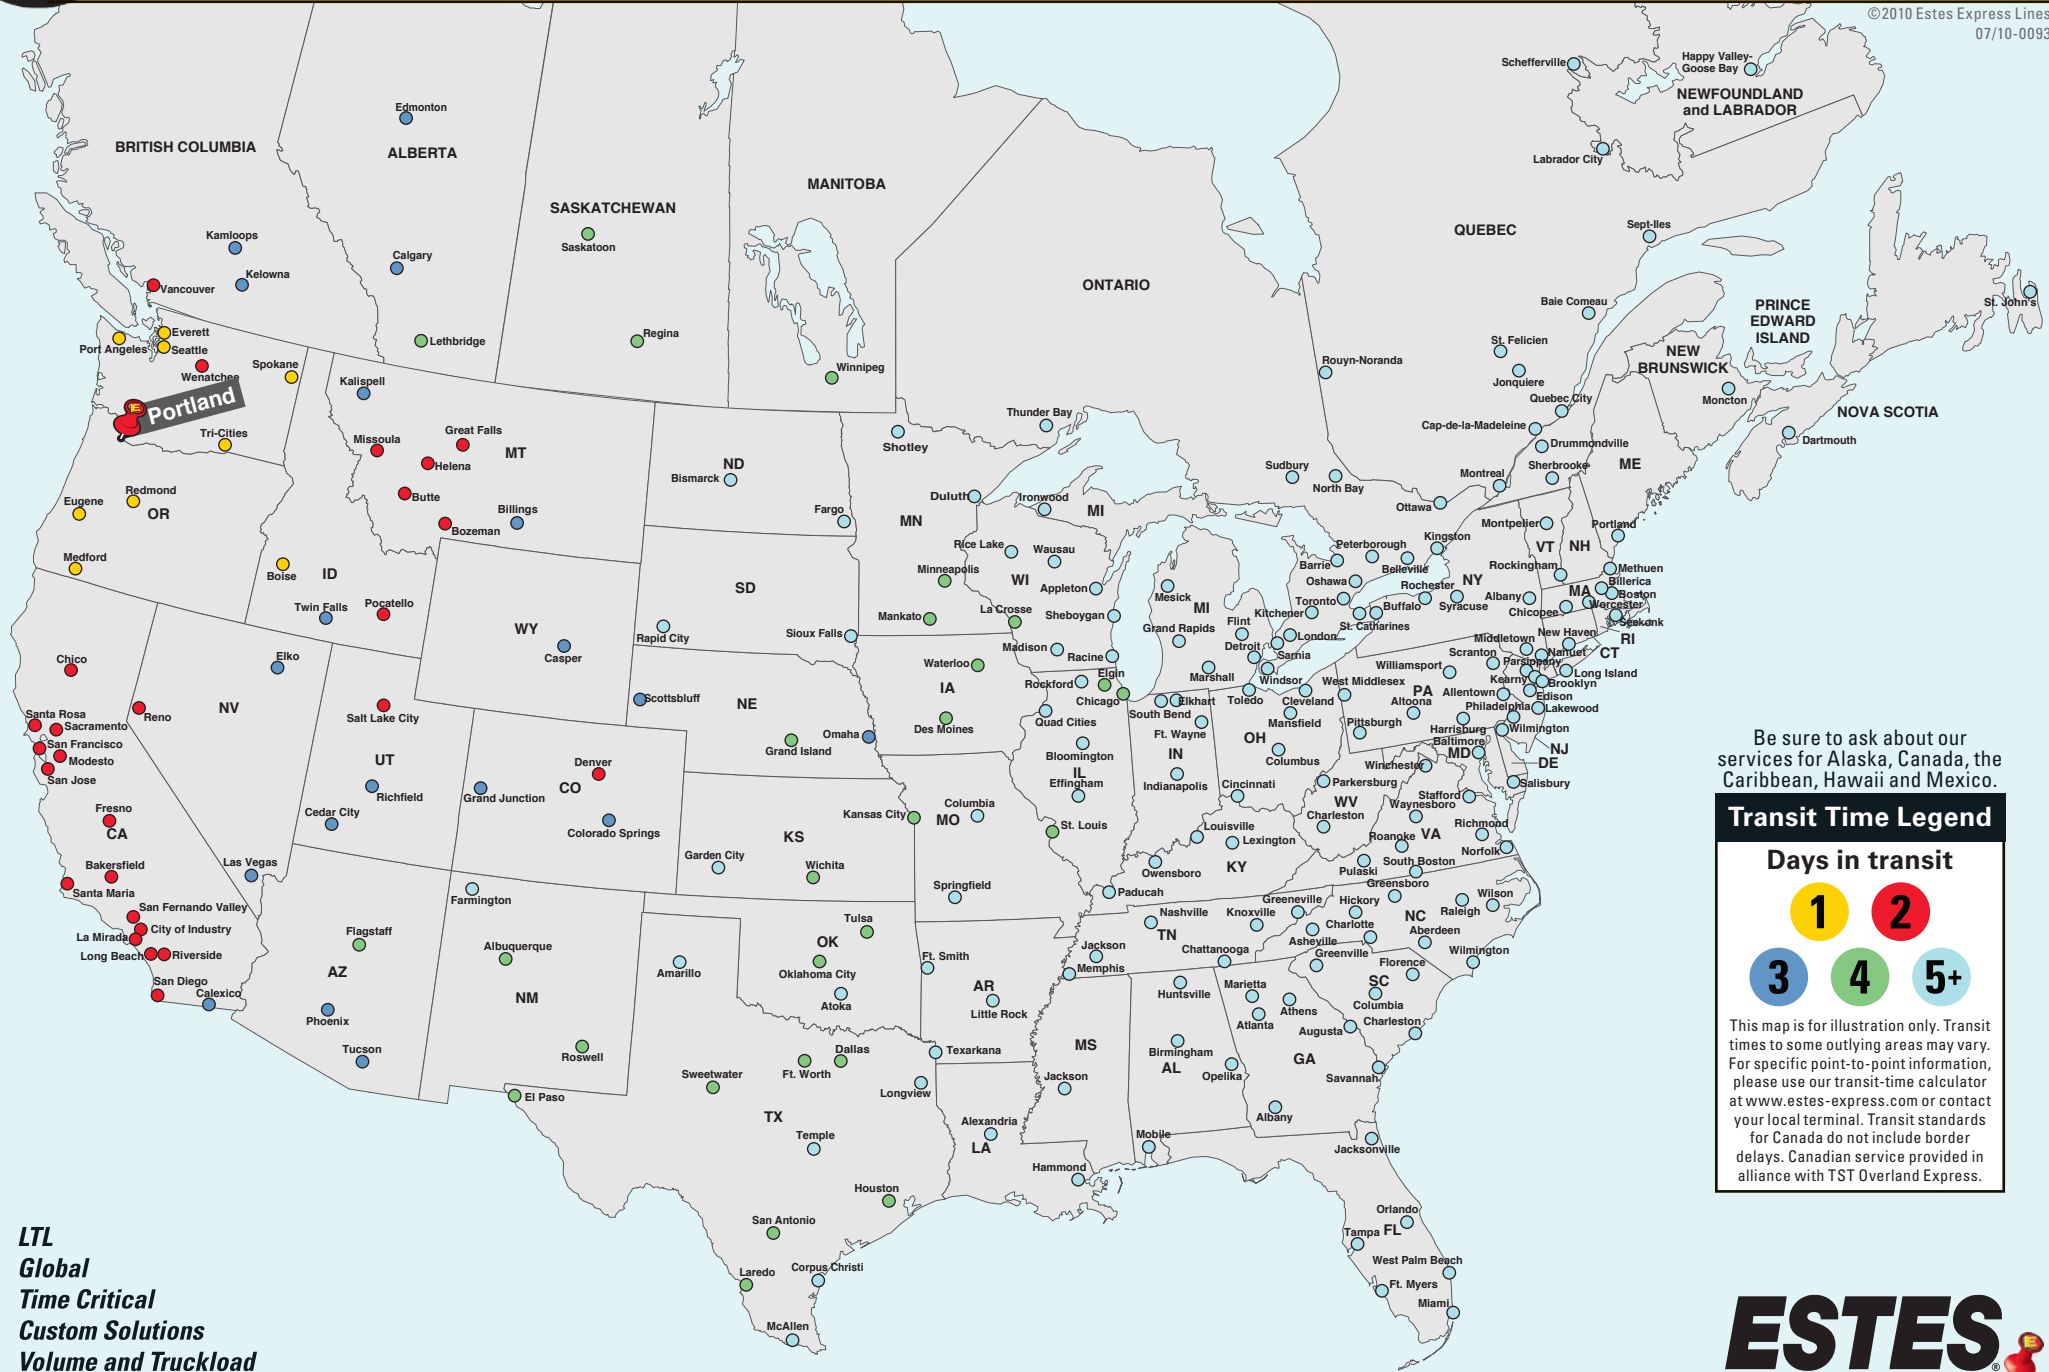 ©2010 Estes Express Lines
07/10-0093
Schefferville
Happy Valley-
Goose Bay
NEWFOUNDLAND
and LABRADOR
Labrador City
Edmonton
BRITISH COLUMBIA
ALBERTA
MANITOBA
SASKATCHEWAN
Saskatoon
Kamloops
Calgary
Kelowna
Vancouver
QUEBEC
Sept-Iles
ONTARIO
Baie Comeau
PRINCE
EDWARD
ISLAND
St. John's
Everett
Port Angeles
Seattle
Wenatchee
Spokane
Lethbridge
Regina
Winnipeg
Kalispell
Rouyn-Noranda
St. Felicien
Jonquiere
NEW
BRUNSWICK
Moncton
Quebec City
NOVA SCOTIA
Dartmouth
Portland
Tri-Cities
Missoula
Great Falls
MT
Helena
Butte
Bozeman
Billings
ND
Bismarck
Fargo
Shotley
Thunder Bay
Duluth
Ironwood
MI
MN
Sudbury
North Bay
Cap-de-la-Madeleine
Drummondville
Sherbrooke
Montreal
Ottawa
ME
Eugene
Redmond
OR
Medford
Boise
ID
Twin Falls
Pocatello
WY
Casper
SD
Rapid City
Sioux Falls
Rice Lake
Wausau
Minneapolis
WI
Appleton
Mankato
La Crosse
Sheboygan
Madison
Racine
Mesick
MI
Grand Rapids
Flint
Detroit
Marshall
Peterborough
Kingston
Barrie
Belleville
Oshawa
Toronto
Kitchener
London
Sarnia
Windsor
St. Catharines
Buffalo
Rochester
Syracuse
NY
Montpelier
VT
NH
Portland
Rockingham
Methuen
Billerica
Boston
MA
Worcester
Albany
Chicopee
Seekonk
RI
CT
New Haven
Middletown
Nanuet
Scranton
Parsippany
Long Island
Kearny
Brooklyn
Edison
Lakewood
Williamsport
West Middlesex
PA
Allentown
Altoona
Philadelphia
Harrisburg
Pittsburgh
Wilmington
NJ
DE
Baltimore
MD
Salisbury
Chico
Elko
NV
Reno
Santa Rosa
Sacramento
San Francisco
Modesto
San Jose
Fresno
CA
Bakersfield
Santa Maria
San Fernando Valley
City of Industry
La Mirada
Long Beach
Riverside
San Diego
Calexico
Las Vegas
Salt Lake City
UT
Richfield
Cedar City
Grand Junction
CO
Denver
Colorado Springs
Scottsbluff
NE
Grand Island
Omaha
Waterloo
IA
Des Moines
Rockford
Elgin
Chicago
Quad Cities
Bloomington
IL
Effingham
South Bend
Elkhart
Ft. Wayne
IN
Indianapolis
Toledo
Cleveland
Mansfield
OH
Columbus
Cincinnati
Parkersburg
WV
Charleston
Winchester
Stafford
Waynesboro
Richmond
VA
Roanoke
Norfolk
South Boston
Pulaski
KS
Garden City
Wichita
Kansas City
Columbia
MO
St. Louis
Springfield
Louisville
Lexington
Owensboro
KY
Paducah
Flagstaff
AZ
Phoenix
Tucson
Farmington
Albuquerque
NM
Roswell
Amarillo
Tulsa
OK
Oklahoma City
Atoka
Ft. Smith
AR
Little Rock
Nashville
TN
Knoxville
Greeneville
Jackson
Memphis
Chattanooga
Greensboro
Hickory
Charlotte
Asheville
NC
Raleigh
Wilson
Aberdeen
Wilmington
Greenville
Florence
SC
Columbia
Charleston
Huntsville
Marietta
Athens
Atlanta
Augusta
GA
Savannah
Albany
Birmingham
AL
Opelika
Mobile
MS
Jackson
Texarkana
Longview
Alexandria
LA
Hammond
El Paso
Sweetwater
Ft. Worth
Dallas
TX
Temple
Houston
San Antonio
Laredo
Corpus Christi
McAllen
Jacksonville
Orlando
Tampa
FL
West Palm Beach
Ft. Myers
Miami
Be sure to ask about our
services for Alaska, Canada, the
Caribbean, Hawaii and Mexico.
Transit Time Legend
Days in transit
1 2
3 4 5+
This map is for illustration only. Transit
times to some outlying areas may vary.
For specific point-to-point information,
please use our transit-time calculator
at www.estes-express.com or contact
your local terminal. Transit standards
for Canada do not include border
delays. Canadian service provided in
alliance with TST Overland Express.
LTL
Global
Time Critical
Custom Solutions
Volume and Truckload
ESTES®